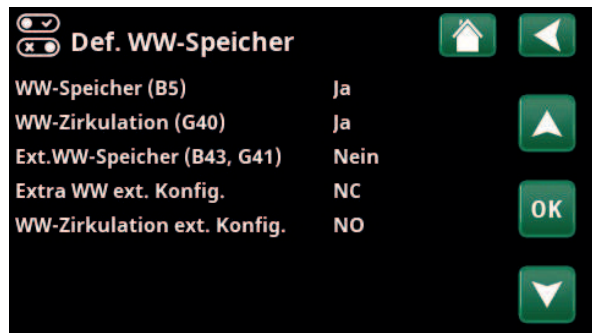 Def. WW-Speicher
WW-Speicher (B5) Ja
WW-Zirkulation (G40) Ja
Ext.WW-Speicher (B43, G41) Nein
Extra WW ext. Konfig. NC
WW-Zirkulation ext. Konfig. NO
OK